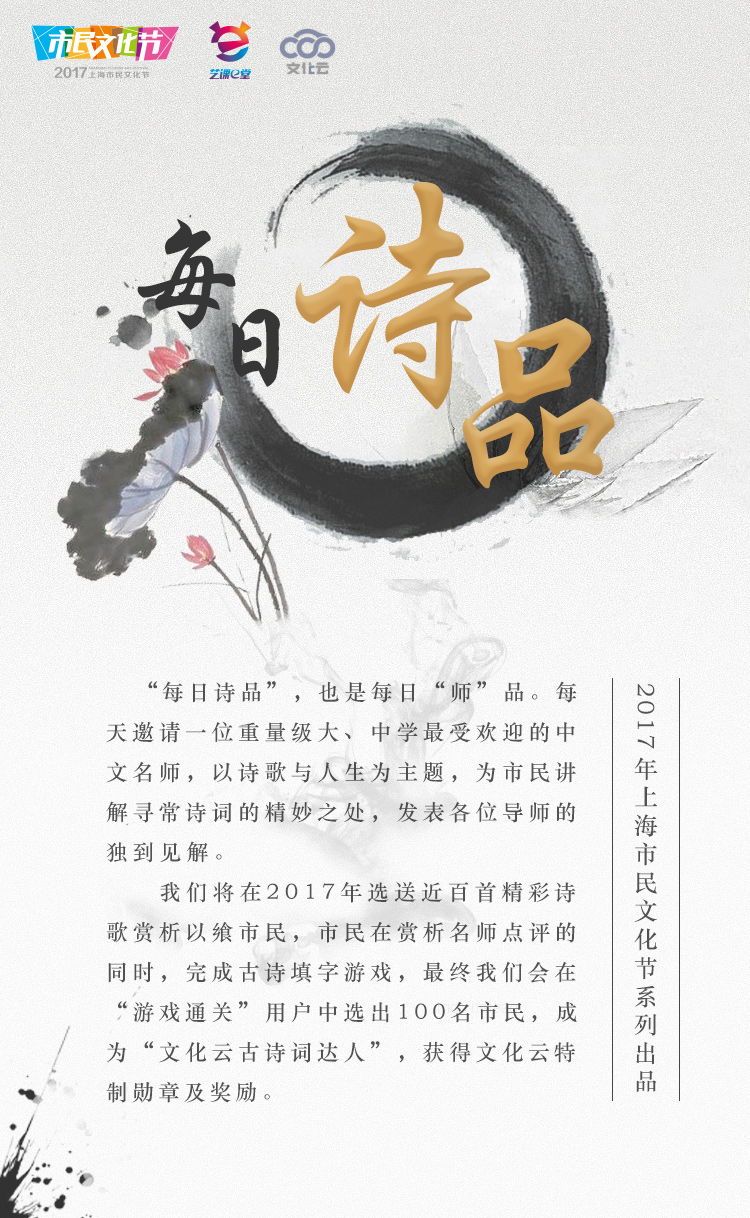 市民文化节
2017上海市民文化节
艺课e堂
文化云
每日
诗品
“每日诗品”，也是每日“师”品。每
天邀请一位重量级大、中学最受欢迎的中
文名师，以诗歌与人生为主题，为市民讲
解寻常诗词的精妙之处，发表各位导师的
独到见解。
我们将在2017年选送近百首精彩诗
歌赏析以飨市民，市民在赏析名师点评的
同时，完成古诗填字游戏，最终我们会在
“游戏通关”用户中选出100名市民，成
为“文化云古诗词达人”，获得文化云特
制勋章及奖励。
2017年上海市民文化节系列出品